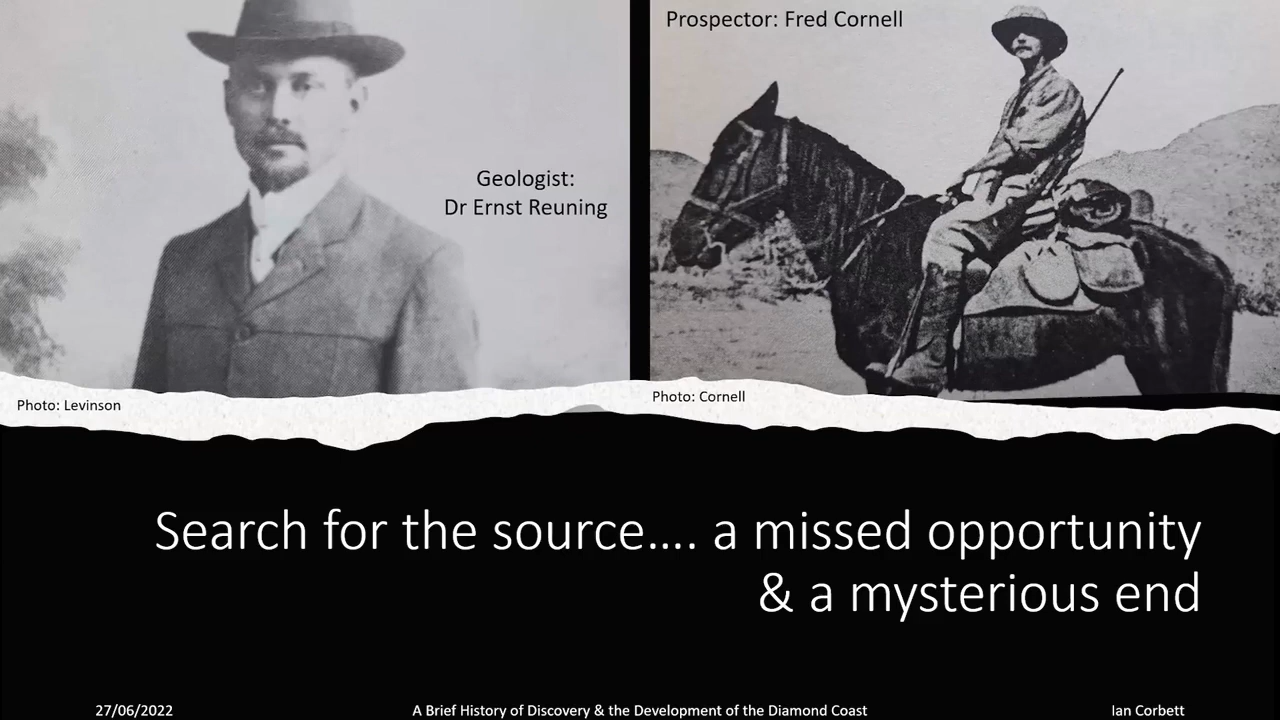 Prospector: Fred Cornell
Geologist:
Dr Ernst Reuning
Photo: Levinson
Photo: Cornell
Search for the source.... a missed opportunity
& a mysterious end
27/06/2022
A Brief History of Discovery & the Development of the Diamond Coast
Ian Corbett